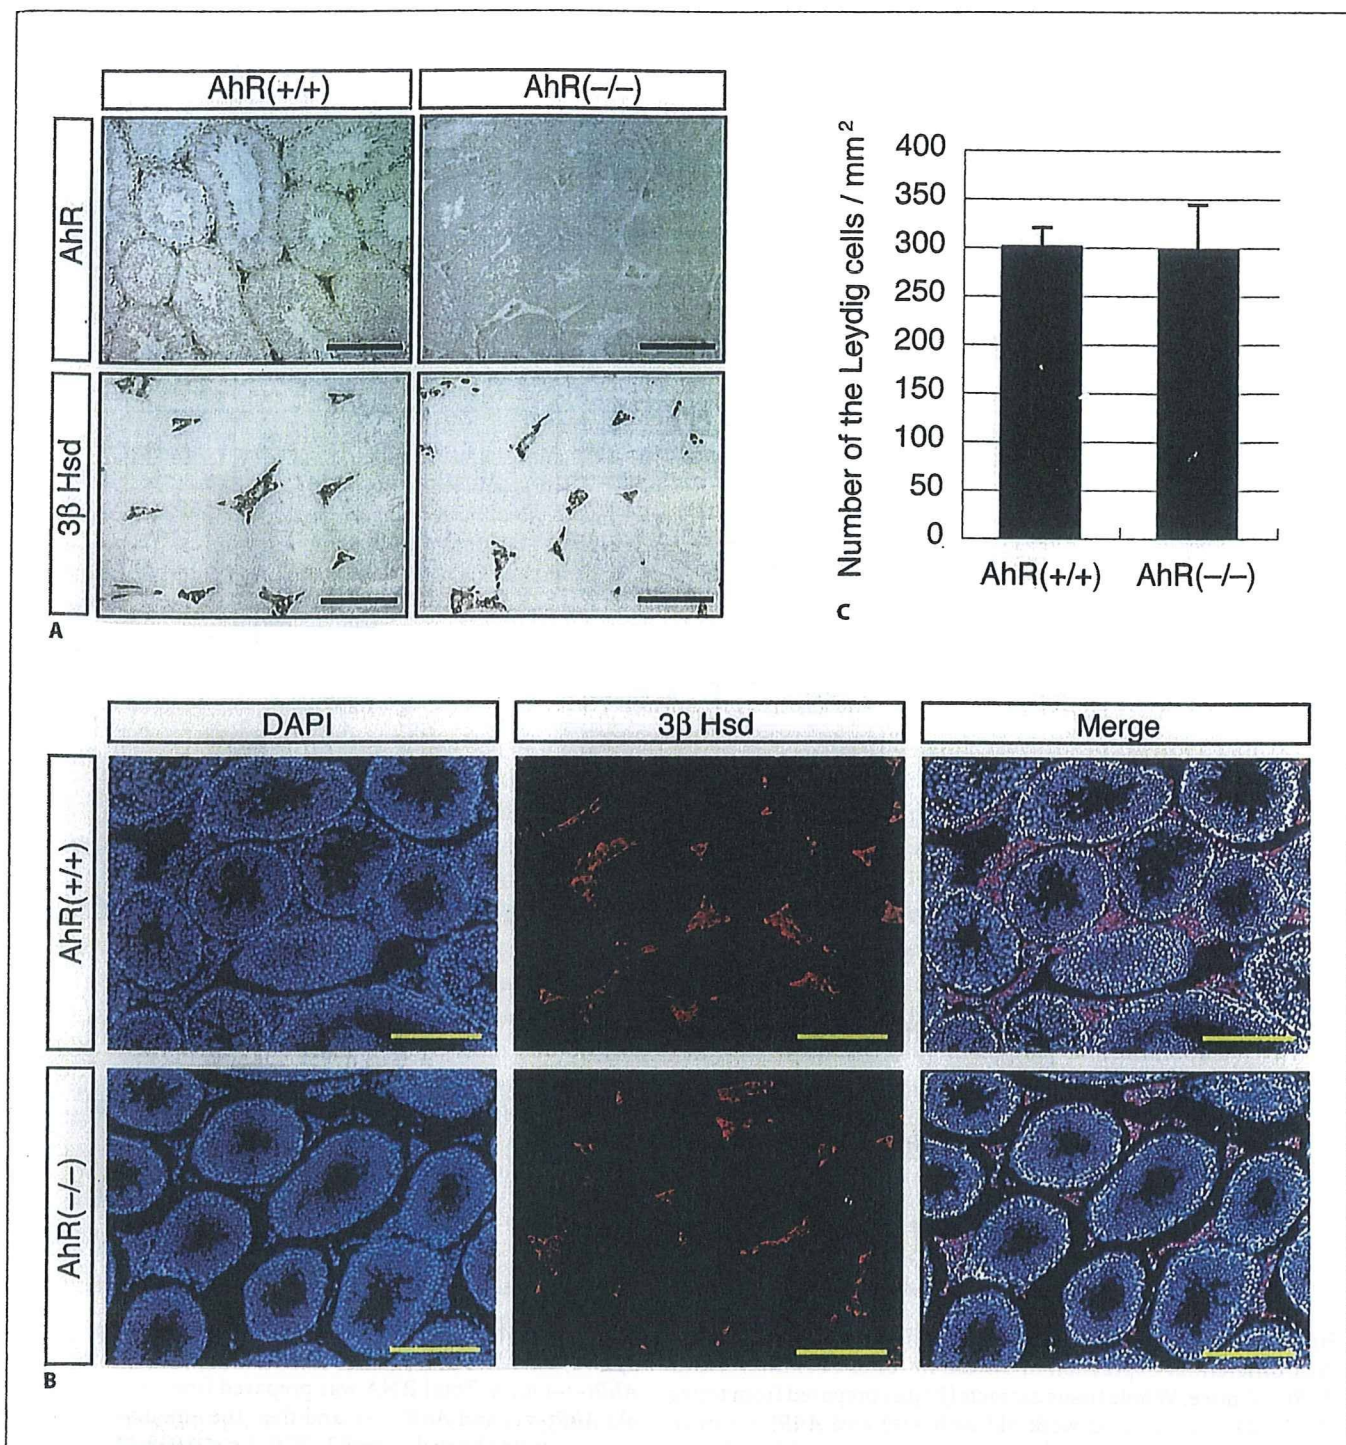 AhR(+/+) AhR(–/–)
AhR
3β Hsd
A
Number of the Leydig cells / mm²
400
350
300
250
200
150
100
50
0
AhR(+/+) AhR(–/–)
C
DAPI 3β Hsd Merge
AhR(+/+)
AhR(–/–)
B